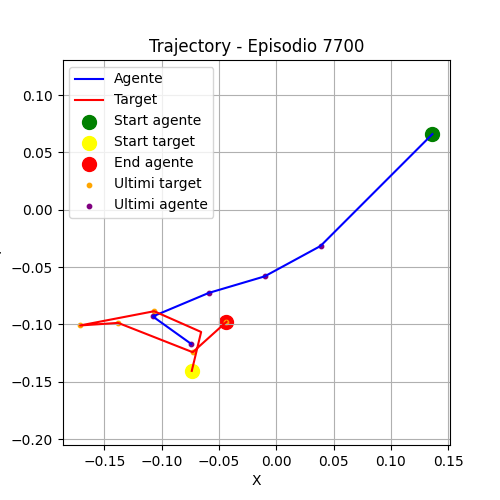 Trajectory - Episodio 7700
Agente
Target
Start agente
Start target
End agente
Ultimi target
Ultimi agente
0.10
0.05
0.00
−0.05
−0.10
−0.15
−0.20
−0.15
−0.10
−0.05
0.00
0.05
0.10
0.15
X